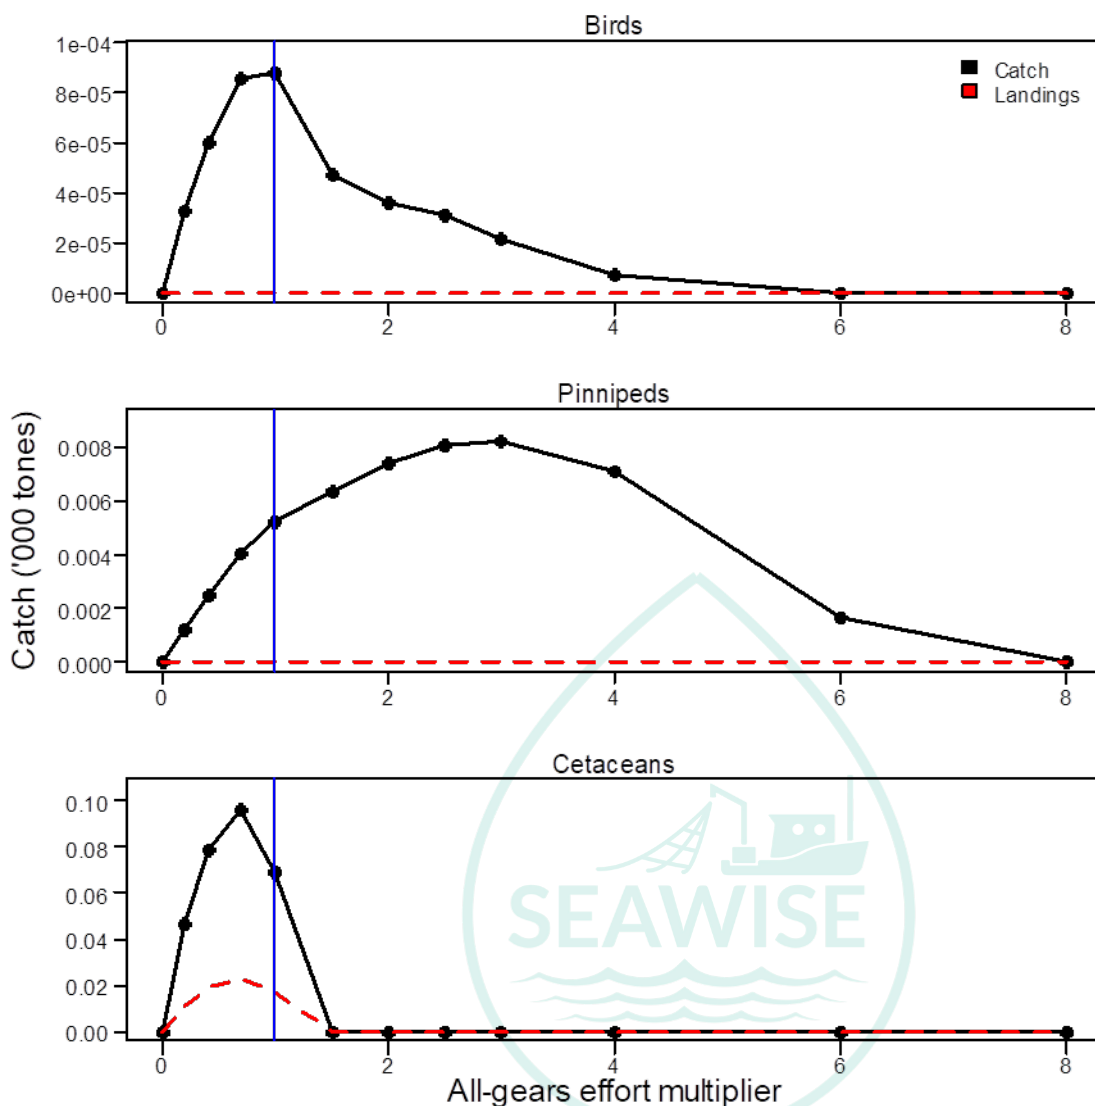 Birds
1e-04
8e-05
6e-05
4e-05
2e-05
0e+00
Catch
Landings
0 2 4 6 8
Pinnipeds
Catch ('000 tones)
0.008
0.006
0.004
0.002
0.000
0 2 4 6 8
Cetaceans
0.10
0.08
0.06
0.04
0.02
0.00
SEAWISE
0 2 4 6 8
All-gears effort multiplier